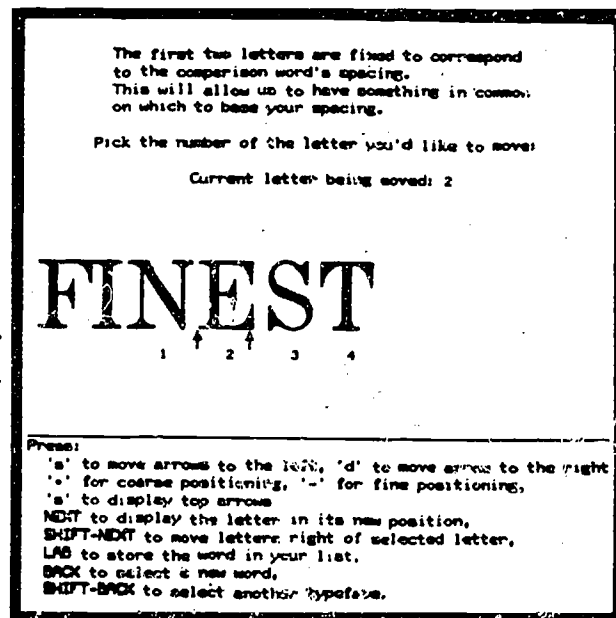 The first two letters are fixed to correspond
to the comparison word's spacing.
This will allow us to have something in common
on which to base your spacing.
Pick the number of the letter you'd like to move:
Current letter being moved: 2
FINEST
1 2 3 4
Press:
'a' to move arrows to the left, 'd' to move arrows to the right
for coarse positioning, '-' for fine positioning,
to display top arrows
NEXT to display the letter in its new position,
SHIFT-NEXT to move letters right of selected letter,
LAB to store the word in your list,
BACK to select a new word,
SHIFT-BACK to select another typeface.